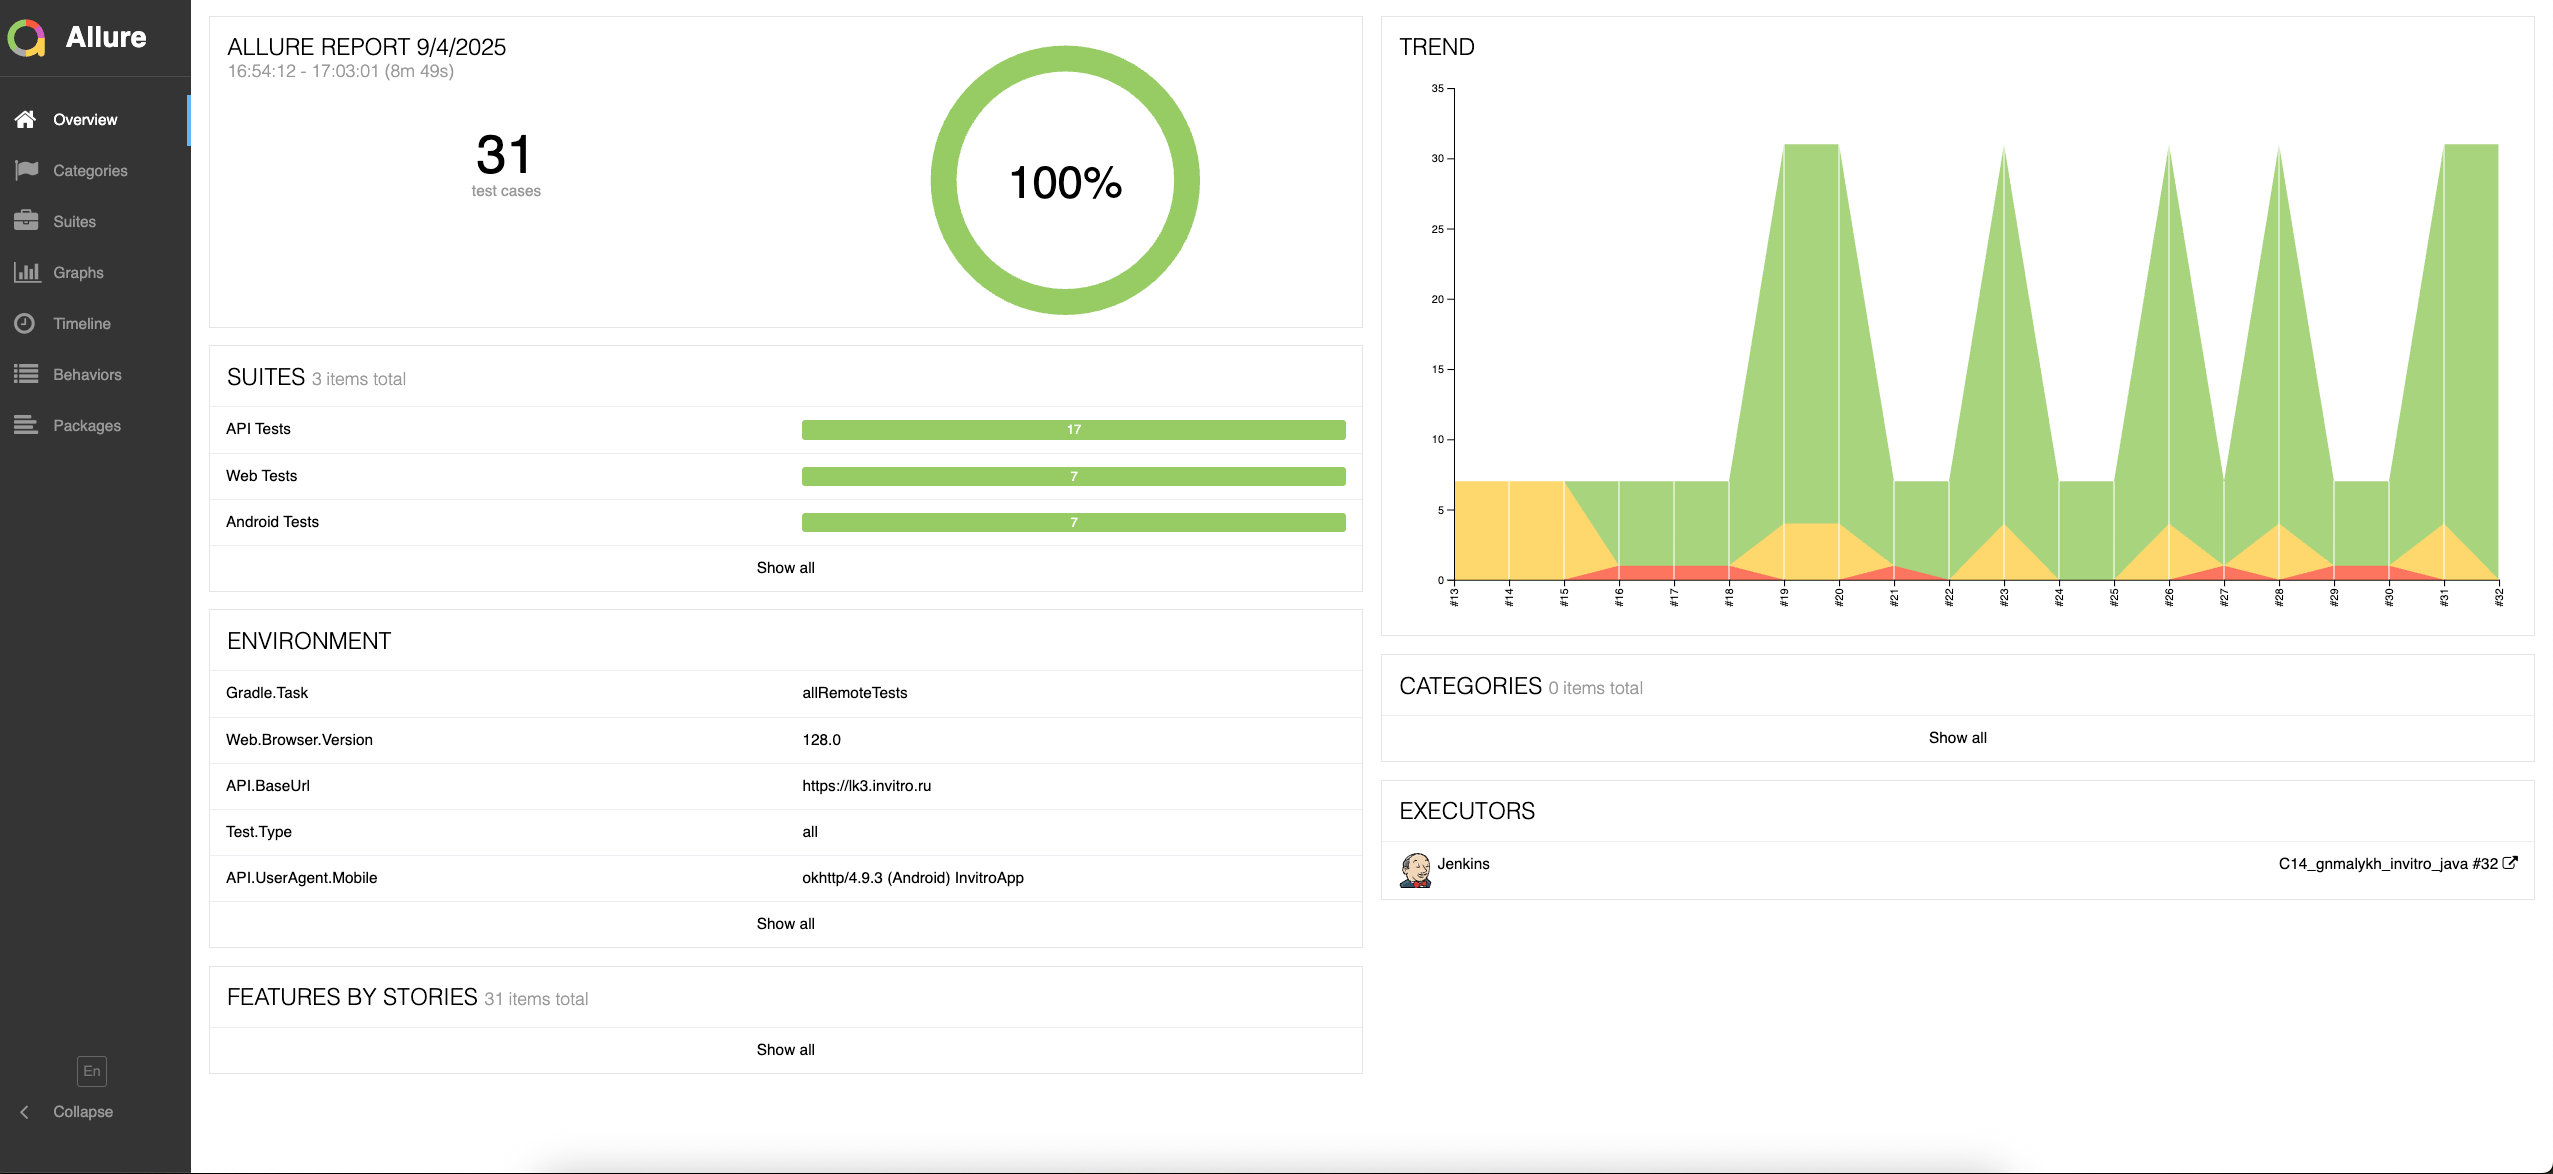 Allure
Overview
Categories
Suites
Graphs
Timeline
Behaviors
Packages
En
Collapse
ALLURE REPORT 9/4/2025
16:54:12 - 17:03:01 (8m 49s)
31
test cases
100%
SUITES 3 items total
API Tests 17
Web Tests 7
Android Tests 7
Show all
ENVIRONMENT
Gradle.Task allRemoteTests
Web.Browser.Version 128.0
API.BaseUrl https://lk3.invitro.ru
Test.Type all
API.UserAgent.Mobile okhttp/4.9.3 (Android) InvitroApp
Show all
FEATURES BY STORIES 31 items total
Show all
TREND
35
30
25
20
15
10
5
0
#13 #14 #15 #16 #17 #18 #19 #20 #21 #22 #23 #24 #25 #26 #27 #28 #29 #30 #31 #32
CATEGORIES 0 items total
Show all
EXECUTORS
Jenkins C14_gnmalykh_invitro_java #32